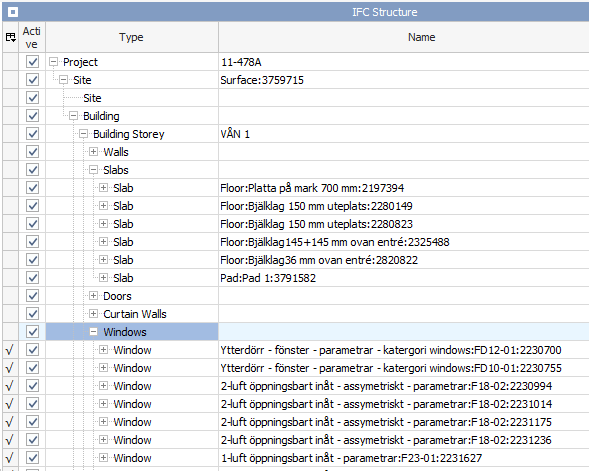 IFC Structure
Acti
ve
Type
Name
Project 11-478A
Site Surface:3759715
Site
Building
Building Storey VÅN 1
Walls
Slabs
Slab Floor:Platta på mark 700 mm:2197394
Slab Floor:Bjälklag 150 mm uteplats:2280149
Slab Floor:Bjälklag 150 mm uteplats:2280823
Slab Floor:Bjälklag145+145 mm ovan entré:2325488
Slab Floor:Bjälklag36 mm ovan entré:2820822
Slab Pad:Pad 1:3791582
Doors
Curtain Walls
Windows
√ Window Ytterdörr - fönster - parametrar - katergori windows:FD12-01:2230700
√ Window Ytterdörr - fönster - parametrar - katergori windows:FD10-01:2230755
√ Window 2-luft öppningsbart inåt - assymetriskt - parametrar:F18-02:2230994
√ Window 2-luft öppningsbart inåt - assymetriskt - parametrar:F18-02:2231014
√ Window 2-luft öppningsbart inåt - assymetriskt - parametrar:F18-02:2231175
√ Window 2-luft öppningsbart inåt - assymetriskt - parametrar:F18-02:2231236
√ Window 1-luft öppningsbart inåt - parametrar:F23-01:2231627